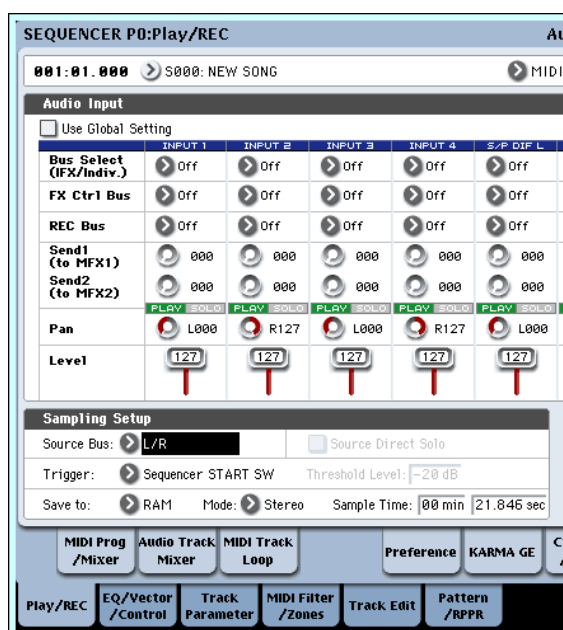 SEQUENCER P0:Play/REC
001:01.000 S000: NEW SONG MIDI
Audio Input
Use Global Setting
INPUT 1 INPUT 2 INPUT 3 INPUT 4 S/P DIF L
Bus Select (IFX/Indiv.) Off Off Off Off Off
FX Ctrl Bus Off Off Off Off Off
REC Bus Off Off Off Off Off
Send1 (to MFX1) 000 000 000 000 000
Send2 (to MFX2) 000 000 000 000 000
PLAY SOLO PLAY SOLO PLAY SOLO PLAY SOLO PLAY SOLO
Pan L000 R127 L000 R127 L000
Level 127 127 127 127 127
Sampling Setup
Source Bus: L/R Source Direct Solo
Trigger: Sequencer START SW Threshold Level: -20 dB
Save to: RAM Mode: Stereo Sample Time: 00 min 21.846 sec
MIDI Prog /Mixer Audio Track Mixer MIDI Track Loop Preference KARMA GE
Play/REC EQ/Vector /Control Track Parameter MIDI Filter /Zones Track Edit Pattern /RPPR